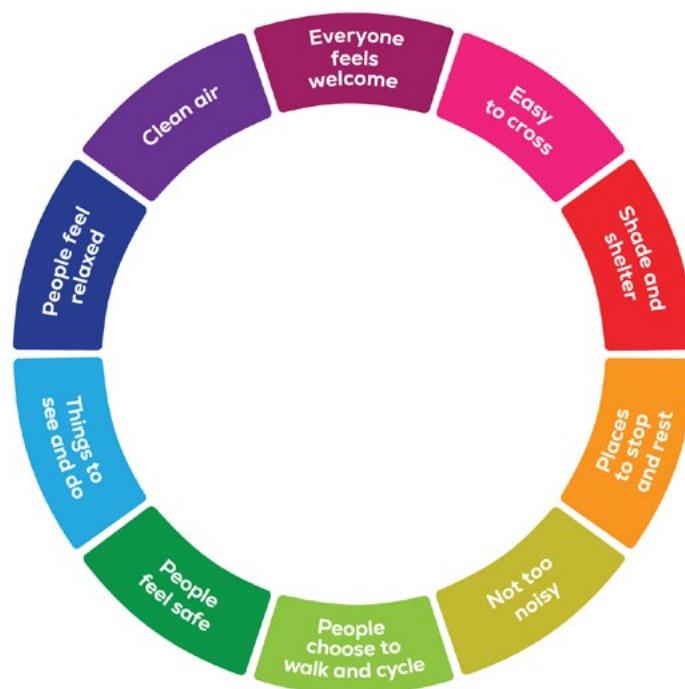 Everyone
feels
welcome
Easy
to cross
Shade and
shelter
Places
to stop
and rest
Not too
noisy
People
choose to
walk and cycle
People
feel safe
Things to
see and do
People feel
relaxed
Clean air